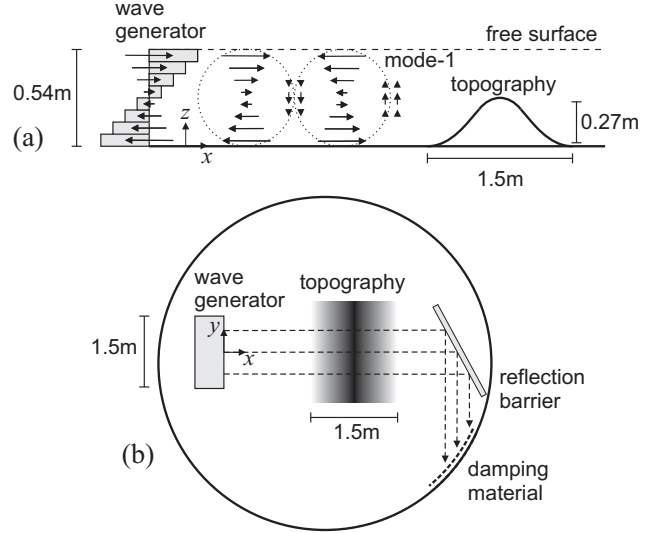 wave
generator
free surface
mode-1
topography
0.54m
z
x
0.27m
1.5m
(a)
wave
generator
topography
y
x
1.5m
1.5m
reflection
barrier
damping
material
(b)